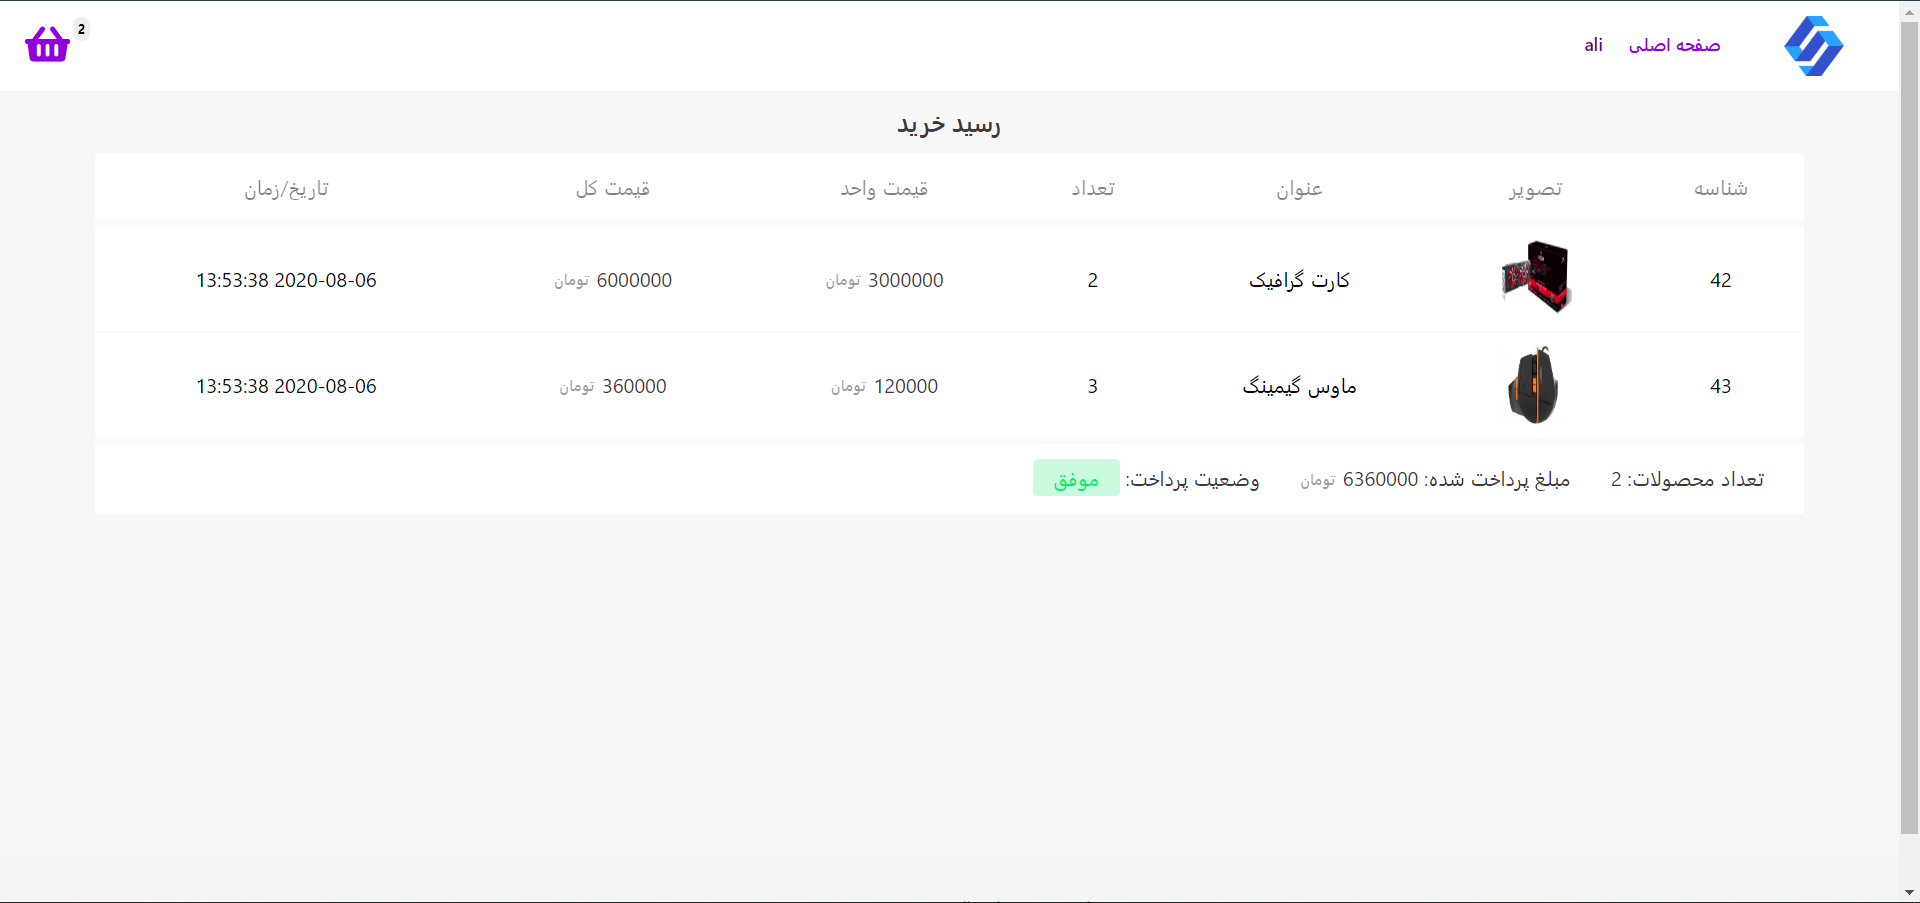 صفحه اصلی ali 2
رسید خرید
شناسه تصویر عنوان تعداد قیمت واحد قیمت کل تاریخ/زمان
42 کارت گرافیک 2 3000000 تومان 6000000 تومان 2020-08-06 13:53:38
43 ماوس گیمینگ 3 120000 تومان 360000 تومان 2020-08-06 13:53:38
تعداد محصولات: 2 مبلغ پرداخت شده: 6360000 تومان وضعیت پرداخت: موفق